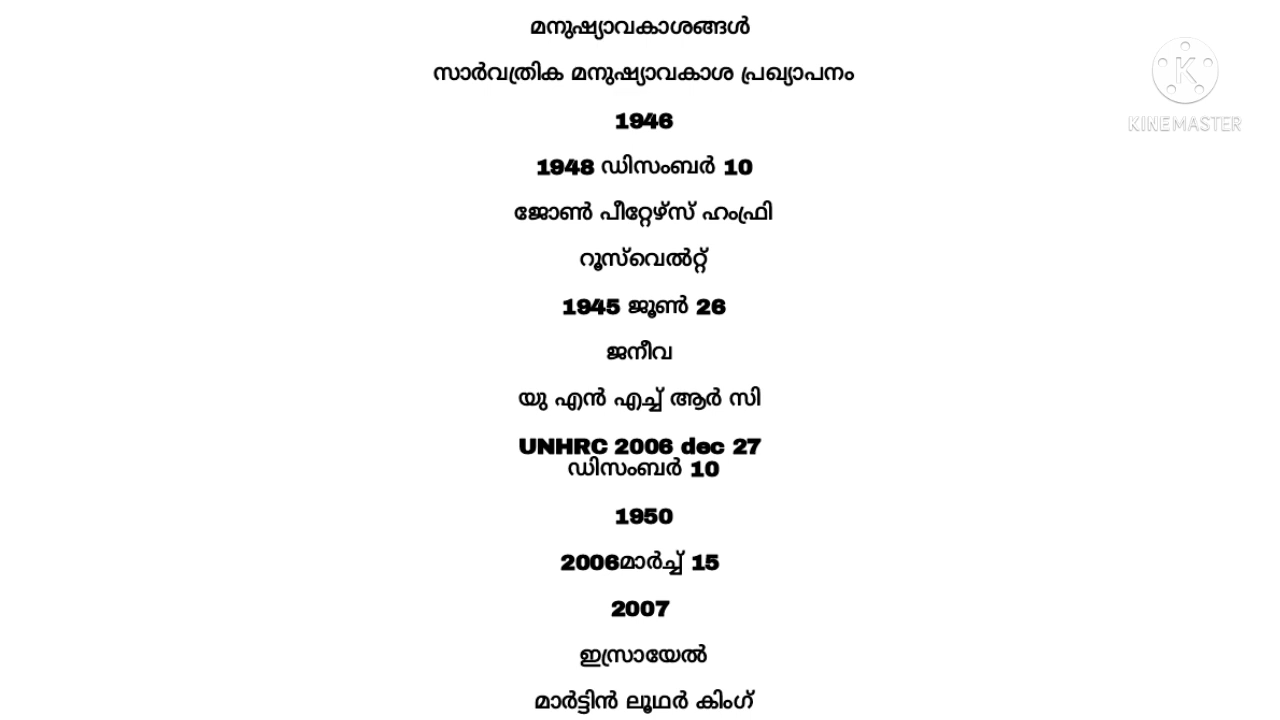 മനുഷ്യാവകാശങ്ങൾ
സാർവത്രിക മനുഷ്യാവകാശ പ്രഖ്യാപനം
1946
1948 ഡിസംബർ 10
ജോൺ പീറ്റേഴ്സ് ഹംഫ്രി
റൂസ്‌വെൽറ്റ്
1945 ജൂൺ 26
ജനീവ
യു എൻ എച്ച് ആർ സി
UNHRC 2006 dec 27
ഡിസംബർ 10
1950
2006മാർച്ച് 15
2007
ഇസ്രായേൽ
മാർട്ടിൻ ലൂഥർ കിംഗ്
K
KINEMASTER